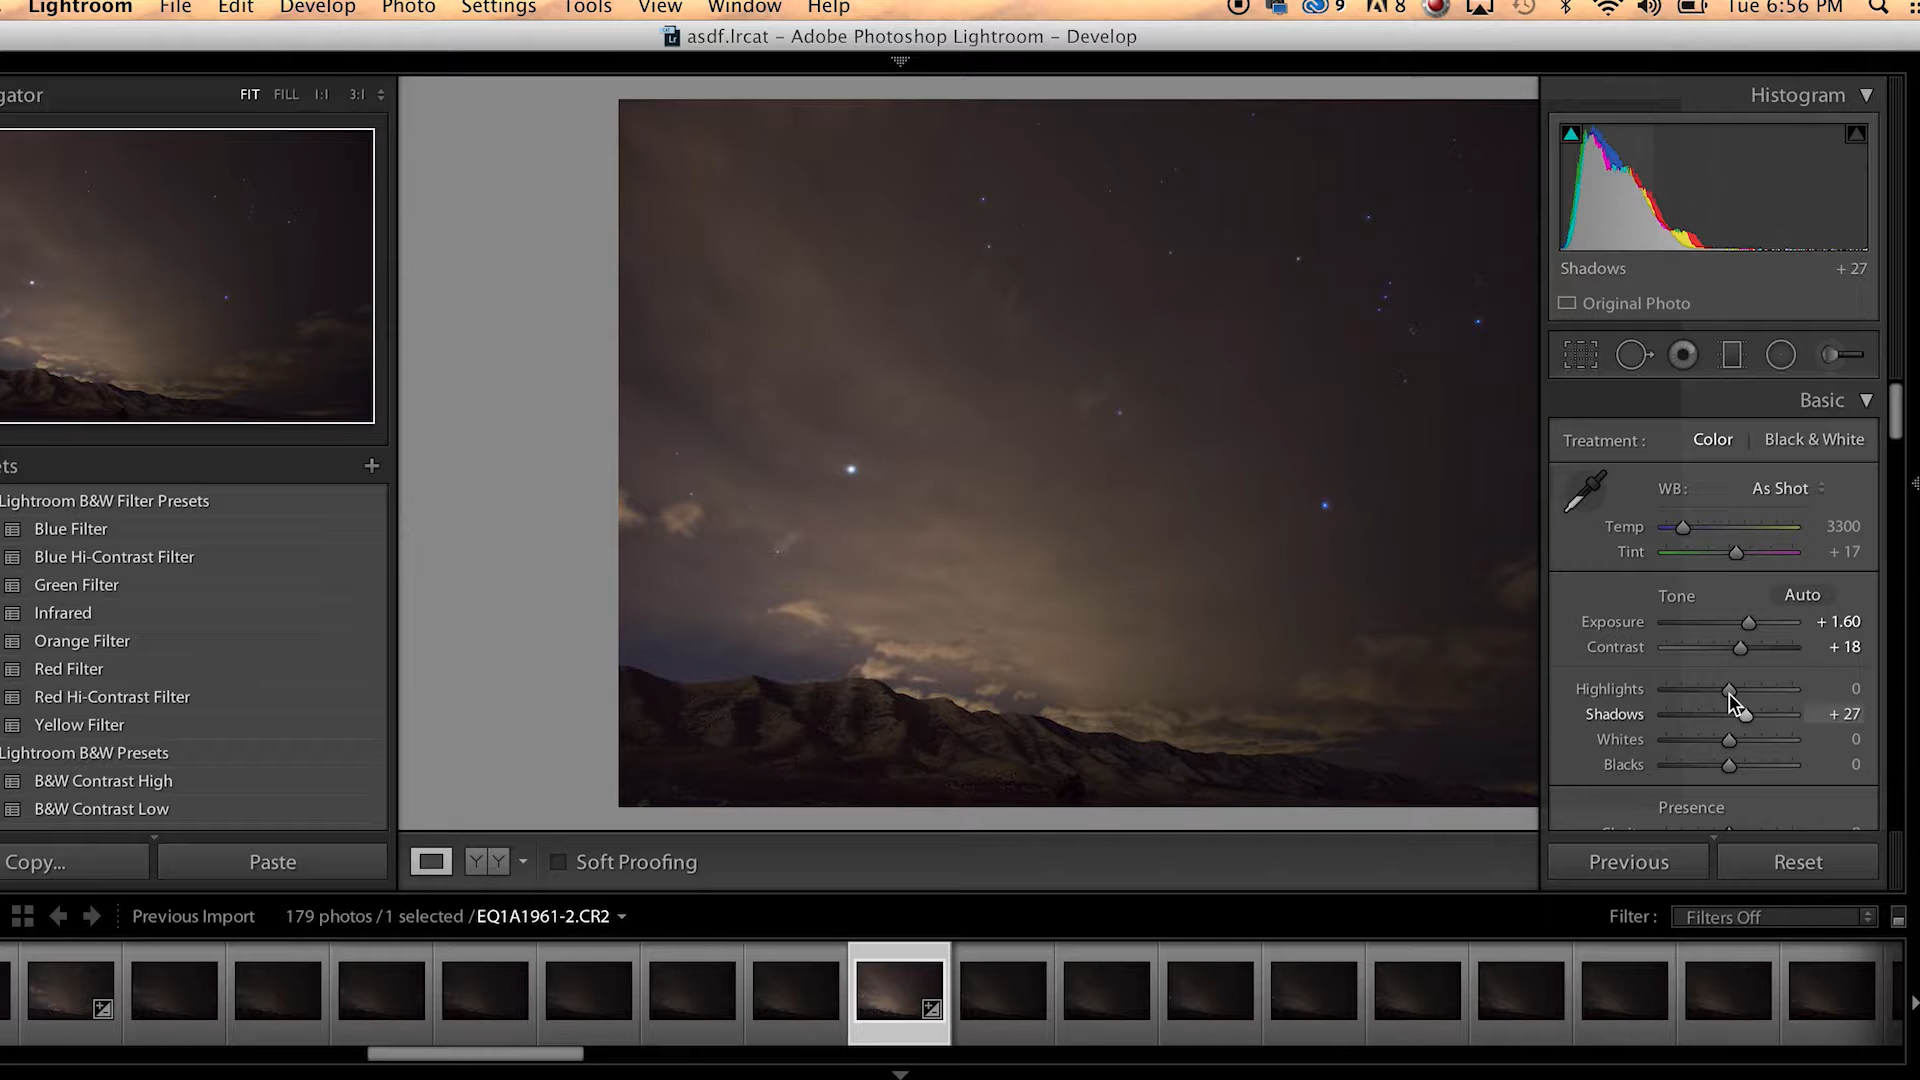 Lightroom File Edit Develop Photo Settings Tools View Window Help 9 8 Tue 6:56 PM
asdf.lrcat – Adobe Photoshop Lightroom – Develop
gator FIT FILL 1:1 3:1
Histogram
Shadows + 27
Original Photo
Basic
Treatment : Color Black & White
WB : As Shot
Temp 3300
Tint + 17
Tone Auto
Exposure + 1.60
Contrast + 18
Highlights 0
Shadows + 27
Whites 0
Blacks 0
Presence
Previous Reset
ets
Lightroom B&W Filter Presets
Blue Filter
Blue Hi-Contrast Filter
Green Filter
Infrared
Orange Filter
Red Filter
Red Hi-Contrast Filter
Yellow Filter
Lightroom B&W Presets
B&W Contrast High
B&W Contrast Low
Copy... Paste
Y Y Soft Proofing
Previous Import 179 photos / 1 selected / EQ1A1961-2.CR2
Filter : Filters Off